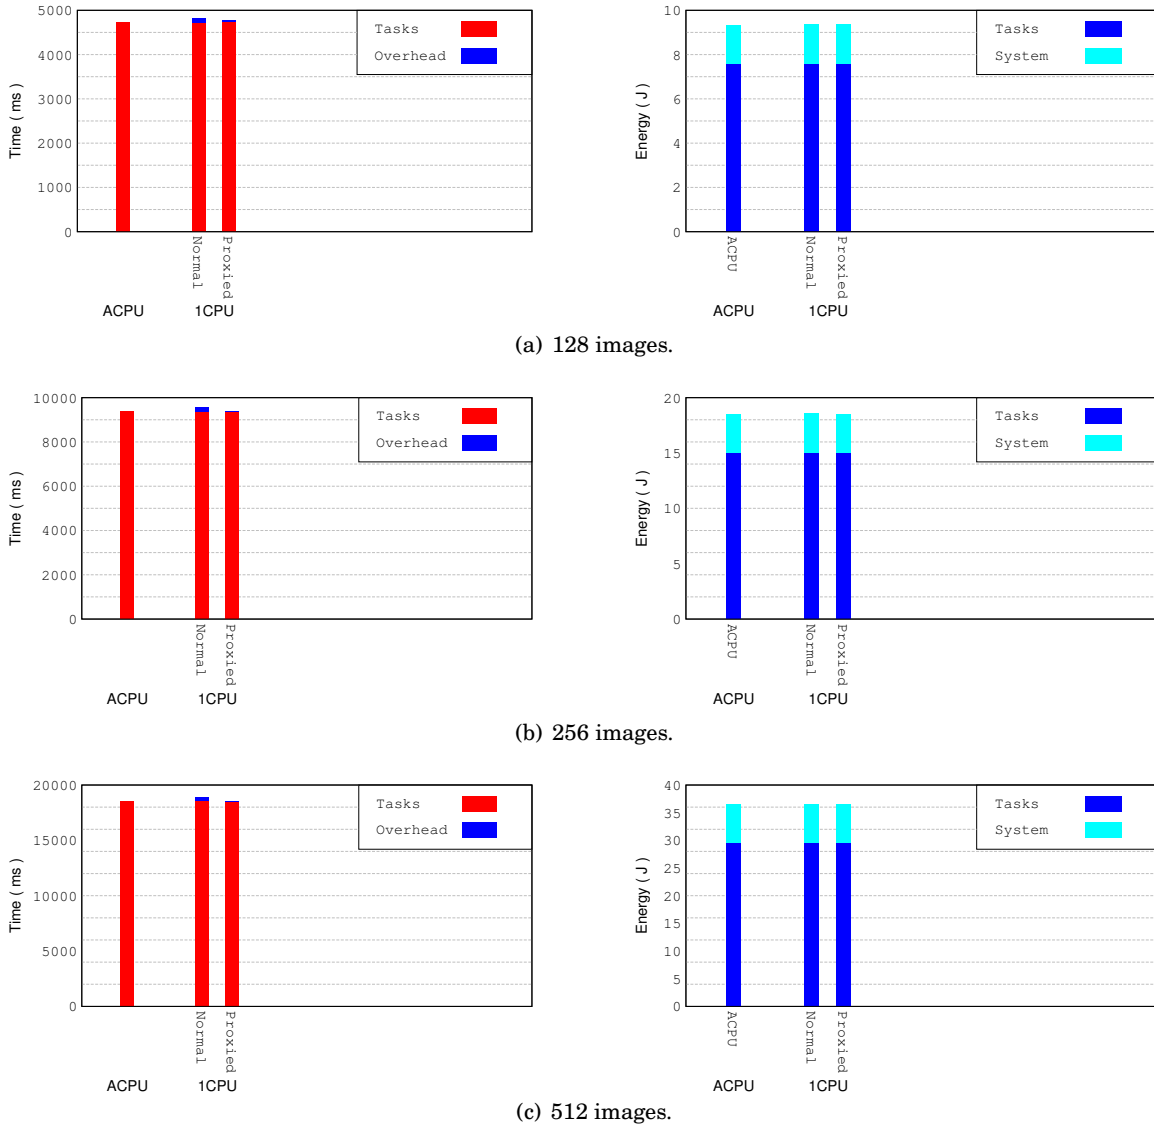 5000
4000
3000
2000
1000
0
Time ( ms )
Tasks
Overhead
Normal
Proxied
ACPU 1CPU
10
8
6
4
2
0
Energy ( J )
Tasks
System
ACPU
Normal
Proxied
ACPU 1CPU
(a) 128 images.
10000
8000
6000
4000
2000
0
Time ( ms )
Tasks
Overhead
Normal
Proxied
ACPU 1CPU
20
15
10
5
0
Energy ( J )
Tasks
System
ACPU
Normal
Proxied
ACPU 1CPU
(b) 256 images.
20000
15000
10000
5000
0
Time ( ms )
Tasks
Overhead
Normal
Proxied
ACPU 1CPU
40
35
30
25
20
15
10
5
0
Energy ( J )
Tasks
System
ACPU
Normal
Proxied
ACPU 1CPU
(c) 512 images.